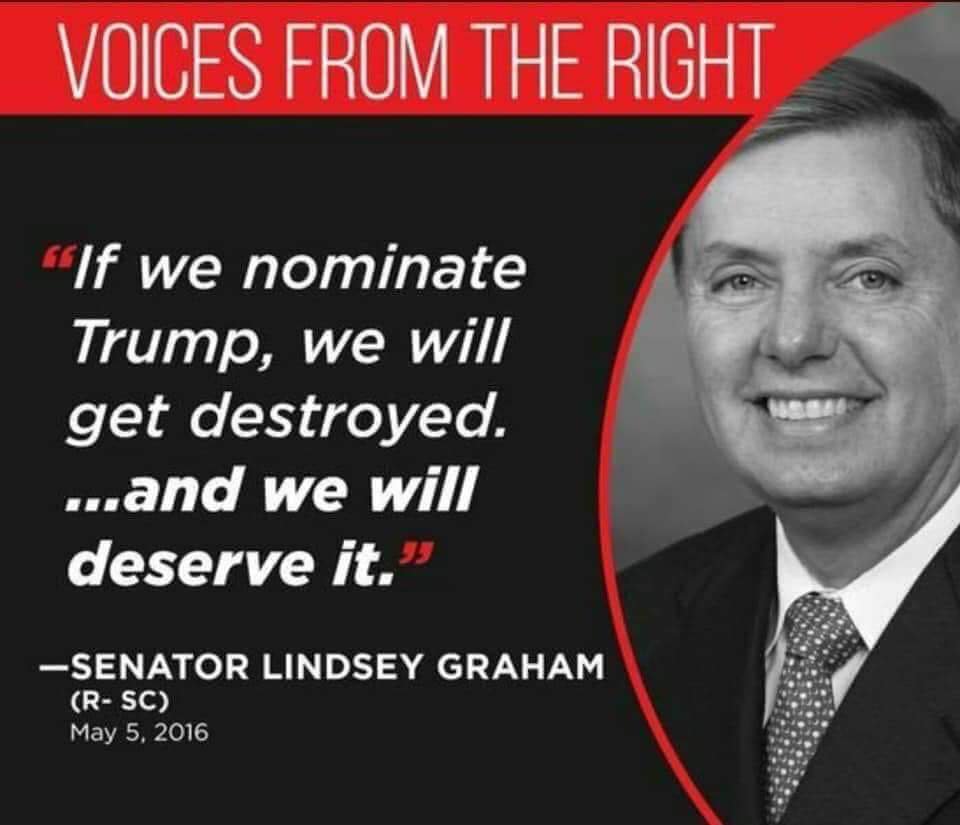 VOICES FROM THE RIGHT
“If we nominate
Trump, we will
get destroyed.
...and we will
deserve it.”
—SENATOR LINDSEY GRAHAM
(R- SC)
May 5, 2016